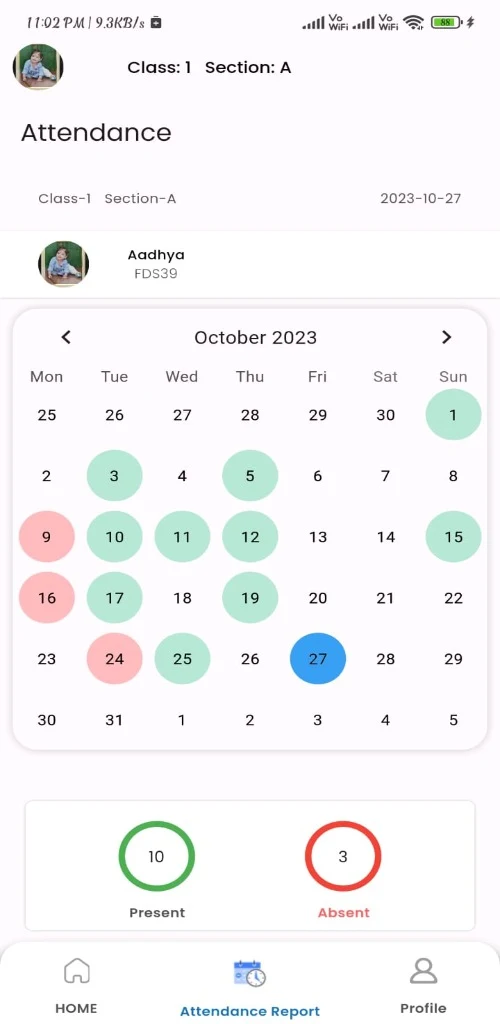 11:02 PM | 9.3KB/s Vo WiFi Vo WiFi 88
Class: 1 Section: A
Attendance
Class-1 Section-A 2023-10-27
Aadhya
FDS39
October 2023
Mon Tue Wed Thu Fri Sat Sun
25 26 27 28 29 30 1
2 3 4 5 6 7 8
9 10 11 12 13 14 15
16 17 18 19 20 21 22
23 24 25 26 27 28 29
30 31 1 2 3 4 5
10 3
Present Absent
HOME Attendance Report Profile